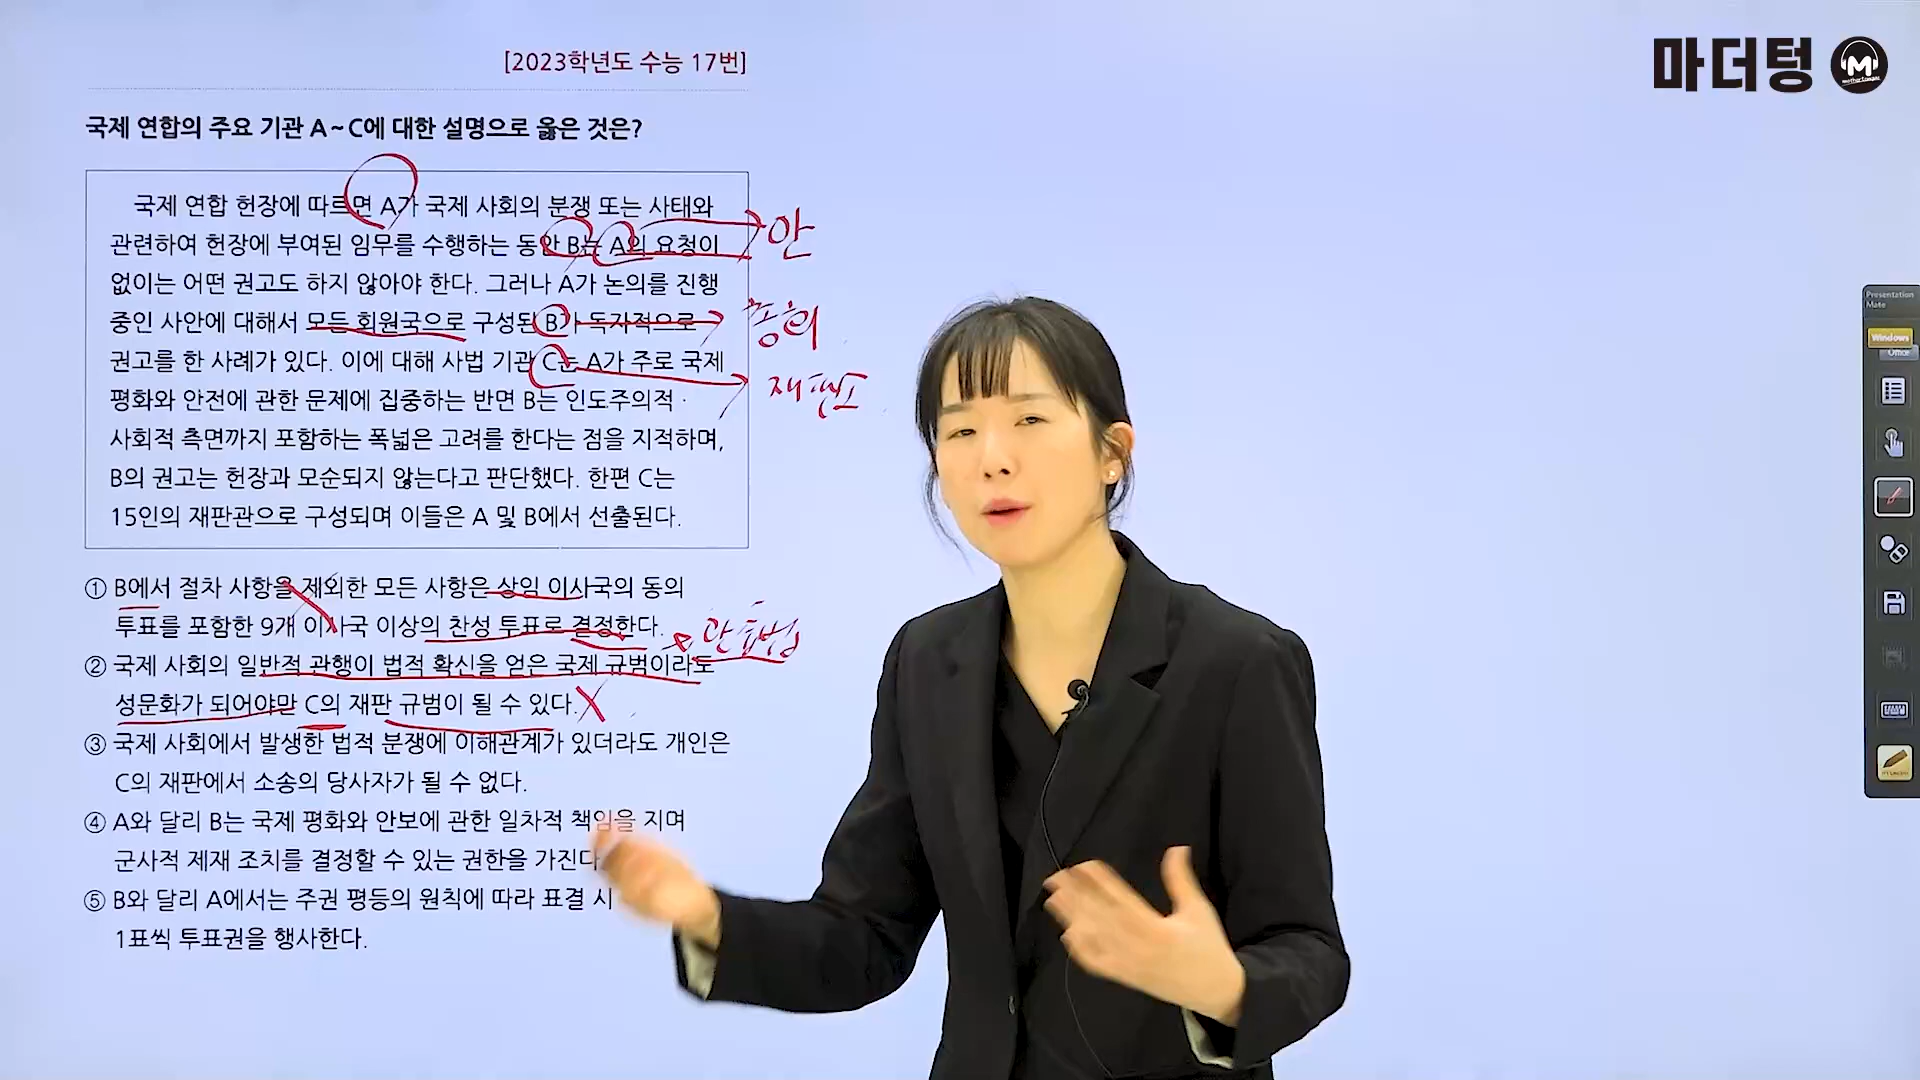 [2023학년도 수능 17번]
마더텅
국제 연합의 주요 기관 A~C에 대한 설명으로 옳은 것은?
국제 연합 헌장에 따르면 A가 국제 사회의 분쟁 또는 사태와
관련하여 헌장에 부여된 임무를 수행하는 동안 B는 A의 요청이
안
없이는 어떤 권고도 하지 않아야 한다. 그러나 A가 논의를 진행
중인 사안에 대해서 모든 회원국으로 구성된 B가 독자적으로
총회
권고를 한 사례가 있다. 이에 대해 사법 기관 C는 A가 주로 국제
재판소
평화와 안전에 관한 문제에 집중하는 반면 B는 인도주의적·
사회적 측면까지 포함하는 폭넓은 고려를 한다는 점을 지적하며,
B의 권고는 헌장과 모순되지 않는다고 판단했다. 한편 C는
15인의 재판관으로 구성되며 이들은 A 및 B에서 선출된다.
① B에서 절차 사항을 제외한 모든 사항은 상임 이사국의 동의
투표를 포함한 9개 이사국 이상의 찬성 투표로 결정한다.
관습법
② 국제 사회의 일반적 관행이 법적 확신을 얻은 국제 규범이라도
성문화가 되어야만 C의 재판 규범이 될 수 있다.
③ 국제 사회에서 발생한 법적 분쟁에 이해관계가 있더라도 개인은
C의 재판에서 소송의 당사자가 될 수 없다.
④ A와 달리 B는 국제 평화와 안보에 관한 일차적 책임을 지며
군사적 제재 조치를 결정할 수 있는 권한을 가진다
⑤ B와 달리 A에서는 주권 평등의 원칙에 따라 표결 시
1표씩 투표권을 행사한다.
Presentation
Mate
Windows
Office